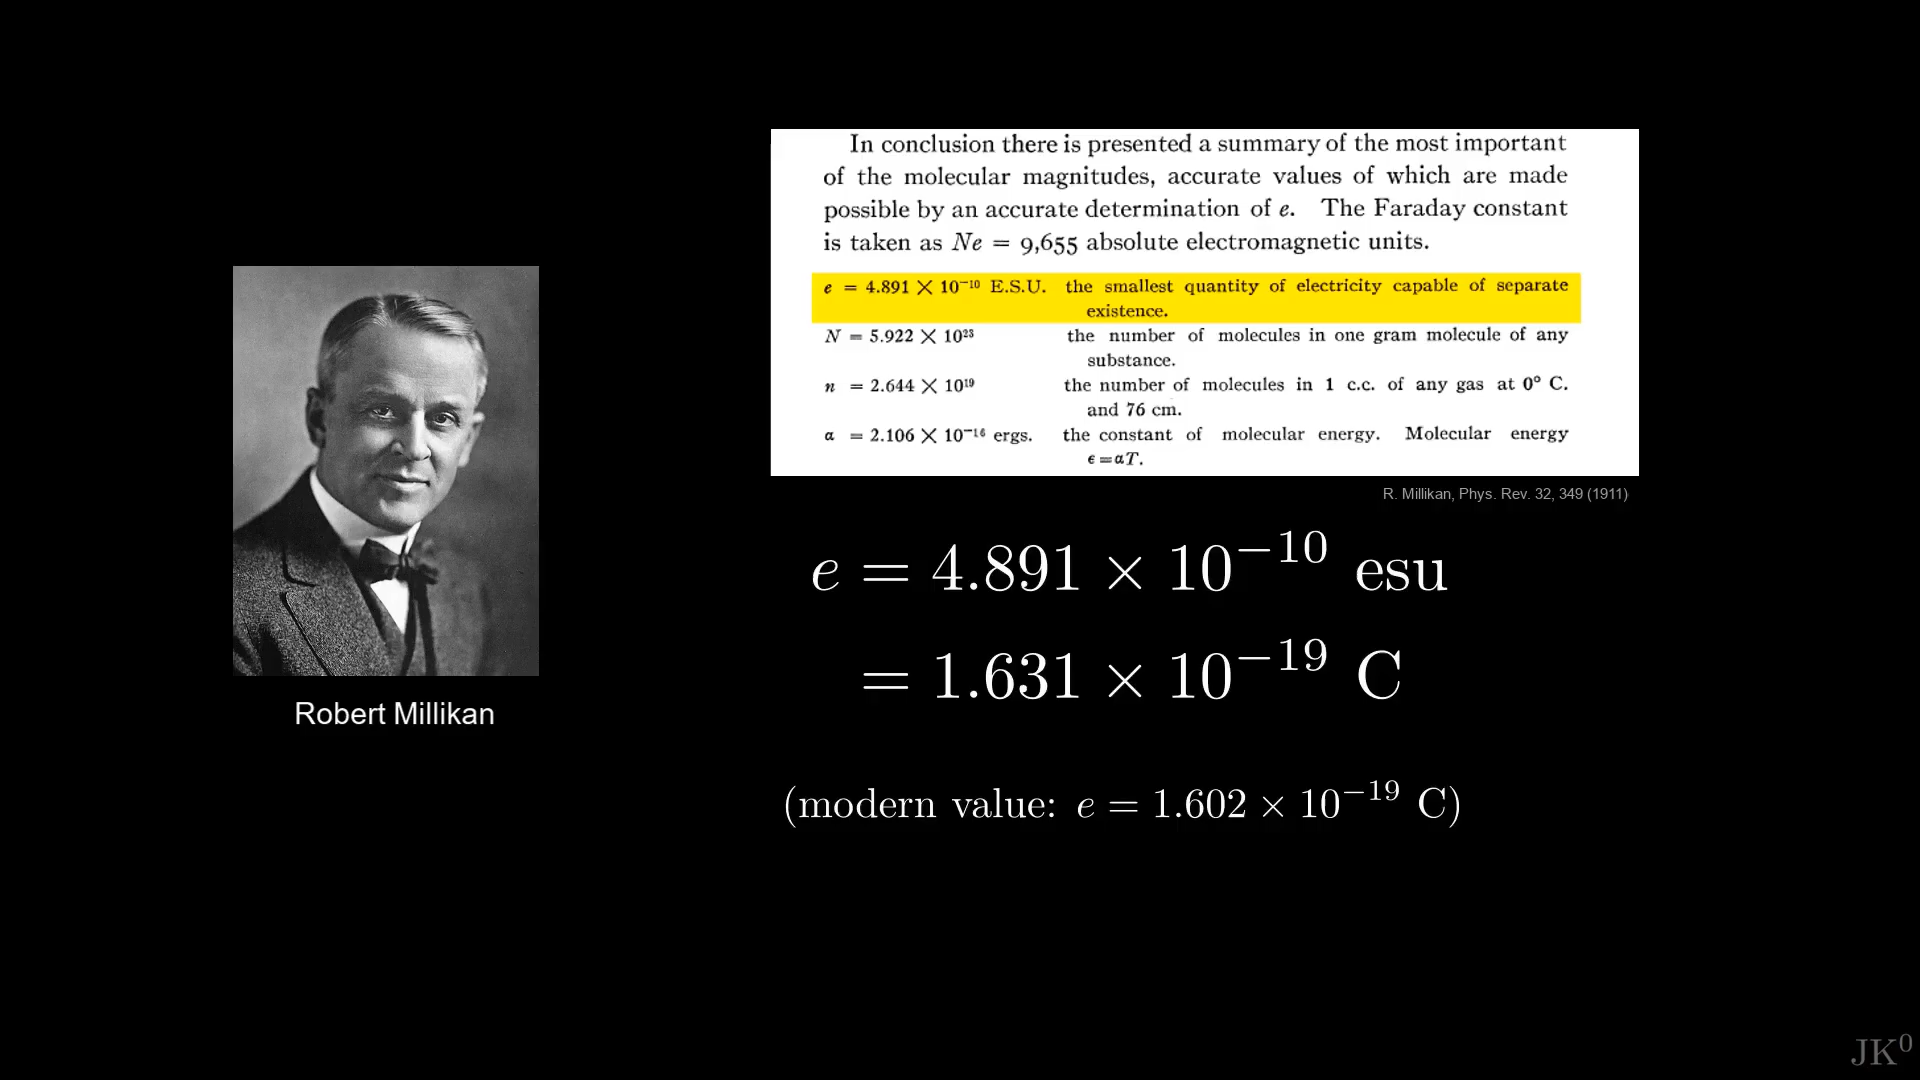 In conclusion there is presented a summary of the most important
of the molecular magnitudes, accurate values of which are made
possible by an accurate determination of e. The Faraday constant
is taken as Ne = 9,655 absolute electromagnetic units.
e = 4.891 × 10⁻¹⁰ E.S.U. the smallest quantity of electricity capable of separate
existence.
N = 5.922 × 10²³ the number of molecules in one gram molecule of any
substance.
n = 2.644 × 10¹⁹ the number of molecules in 1 c.c. of any gas at 0° C.
and 76 cm.
α = 2.106 × 10⁻¹⁶ ergs. the constant of molecular energy. Molecular energy
ϵ = αT.
R. Millikan, Phys. Rev. 32, 349 (1911)
e = 4.891 × 10⁻¹⁰ esu
= 1.631 × 10⁻¹⁹ C
Robert Millikan
(modern value: e = 1.602 × 10⁻¹⁹ C)
JK⁰